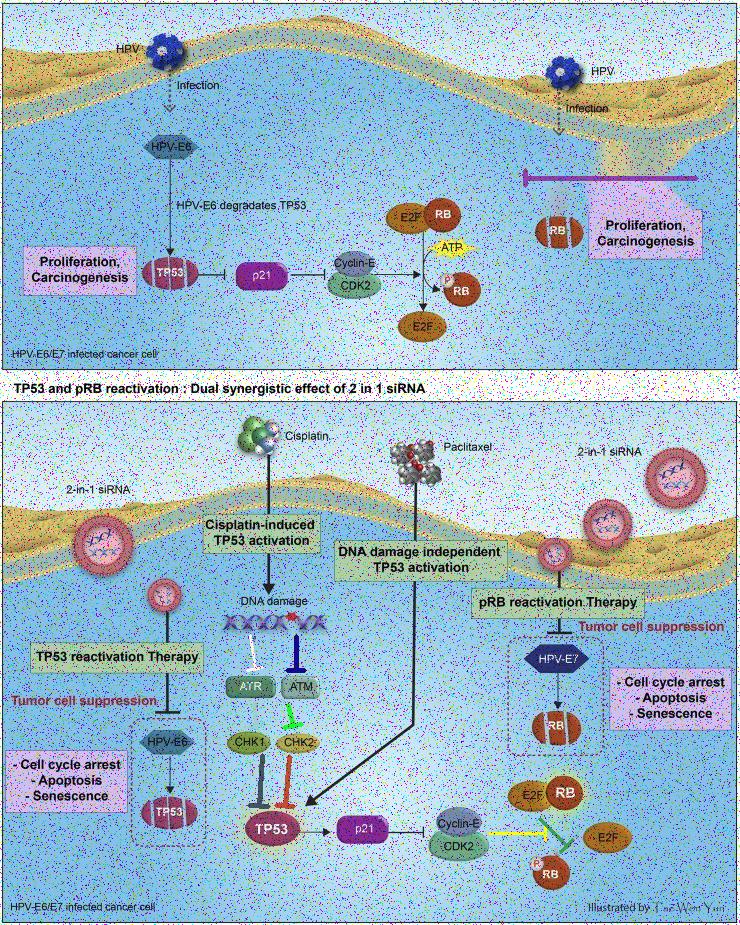 HPV
HPV
Infection
Infection
HPV-E6
HPV-E6 degradates TP53
E2F
RB
RB
Proliferation,
Carcinogenesis
Proliferation,
Carcinogenesis
ATP
TP53
p21
Cyclin-E
CDK2
P
RB
E2F
HPV-E6/E7 infected cancer cell
TP53 and pRB reactivation : Dual synergistic effect of 2 in 1 siRNA
Cisplatin
Paclitaxel
2-in-1 siRNA
2-in-1 siRNA
Cisplatin-induced
TP53 activation
DNA damage independent
TP53 activation
pRB reactivation Therapy
DNA damage
Tumor cell suppression
TP53 reactivation Therapy
HPV-E7
ATR
ATM
- Cell cycle arrest
- Apoptosis
- Senescence
Tumor cell suppression
RB
HPV-E6
CHK1
CHK2
- Cell cycle arrest
- Apoptosis
- Senescence
E2F
RB
TP53
TP53
p21
Cyclin-E
CDK2
E2F
P
RB
HPV-E6/E7 infected cancer cell
Illustrated by